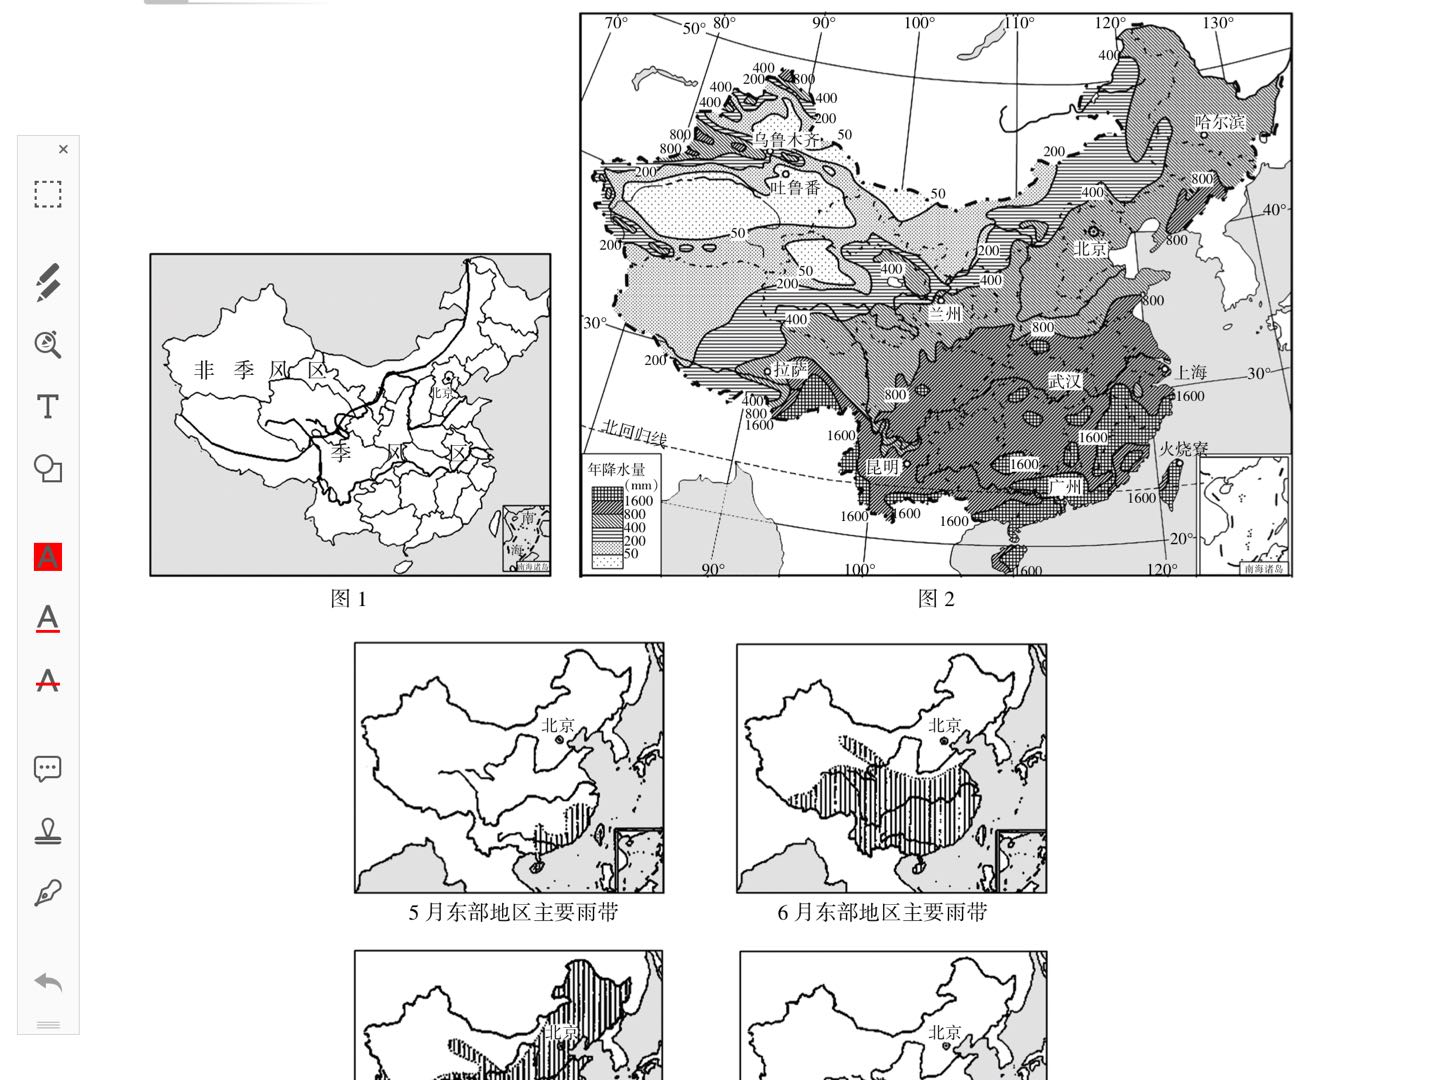 70°
80°
90°
100°
110°
120°
130°
50°
400
400
200
800
400
400
400
200
800
800
50
哈尔滨
乌鲁木齐
200
200
吐鲁番
50
400
800
40°
200
50
北京
800
200
50
200
400
400
兰州
800
30°
400
800
非季风区
北京
200
拉萨
武汉
上海
30°
1600
800
400
800
1600
北回归线
1600
1600
季风区
昆明
1600
火烧寮
年降水量
(mm)
1600
800
400
200
50
广州
1600
1600
1600
1600
20°
南
海
南海诸岛
90°
100°
1600
120°
南海诸岛
图 1
图 2
北京
北京
5 月东部地区主要雨带
6 月东部地区主要雨带
北京
北京
T
A
A
A